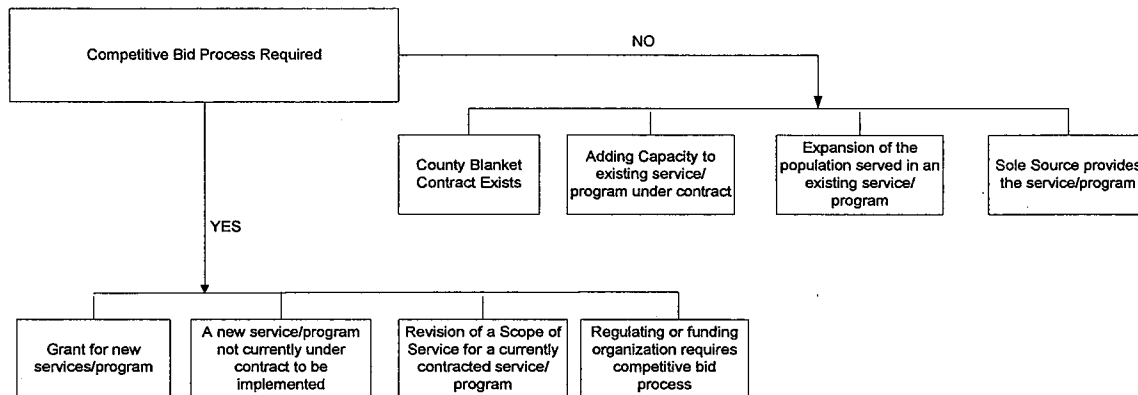 Competitive Bid Process Required
NO
County Blanket
Contract Exists
Adding Capacity to
existing service/
program under contract
Expansion of the
population served in an
existing service/
program
Sole Source provides
the service/program
YES
Grant for new
services/program
A new service/program
not currently under
contract to be
implemented
Revision of a Scope of
Service for a currently
contracted service/
program
Regulating or funding
organization requires
competitive bid
process